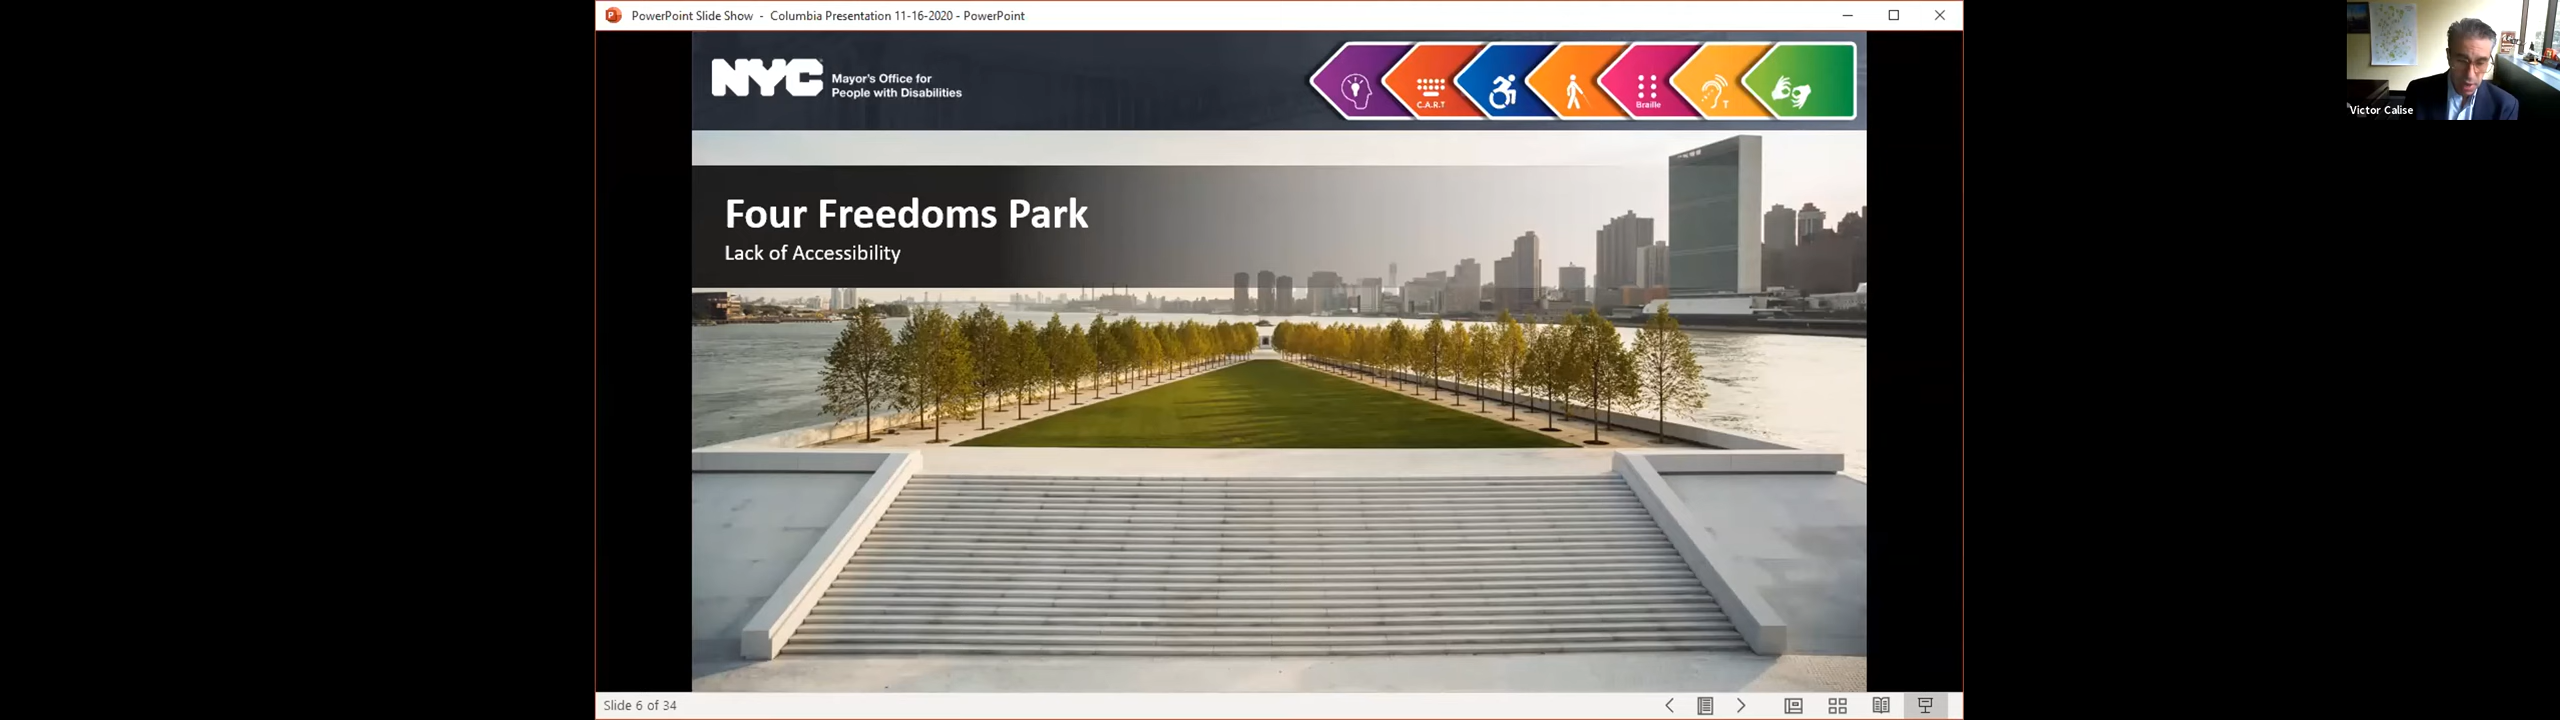 PowerPoint Slide Show - Columbia Presentation 11-16-2020 - PowerPoint
NYC
Mayor's Office for
People with Disabilities
C.A.R.T
Braille
T
Four Freedoms Park
Lack of Accessibility
Slide 6 of 34
Victor Calise